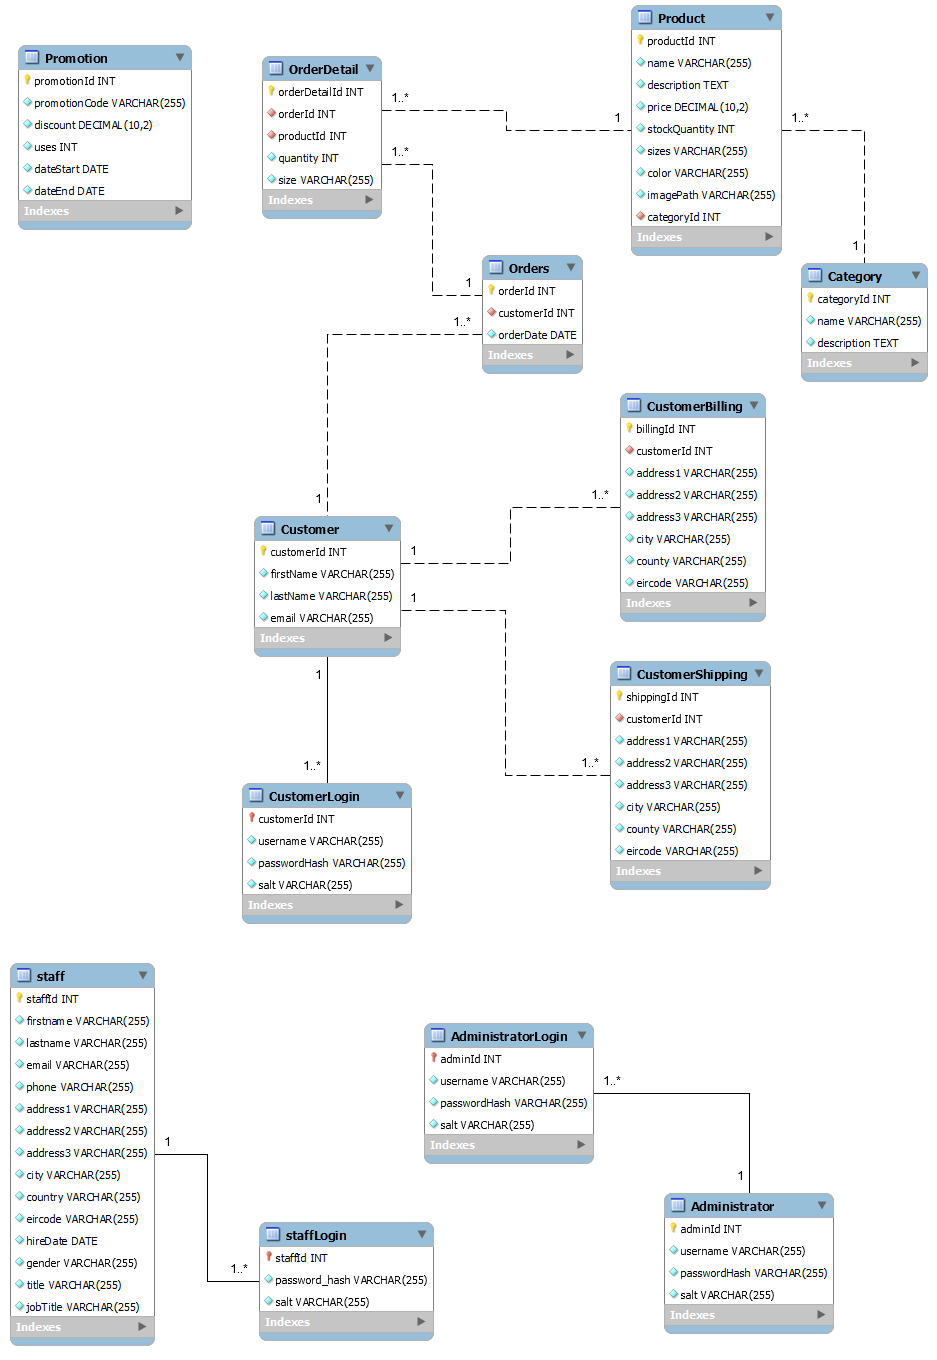 Promotion
promotionId INT
promotionCode VARCHAR(255)
discount DECIMAL(10,2)
uses INT
dateStart DATE
dateEnd DATE
Indexes
OrderDetail
orderDetailId INT
orderId INT
productId INT
quantity INT
size VARCHAR(255)
Indexes
1..*
1
1..*
1
Product
productId INT
name VARCHAR(255)
description TEXT
price DECIMAL(10,2)
stockQuantity INT
sizes VARCHAR(255)
color VARCHAR(255)
imagePath VARCHAR(255)
categoryId INT
Indexes
1..*
1
Category
categoryId INT
name VARCHAR(255)
description TEXT
Indexes
Orders
orderId INT
customerId INT
orderDate DATE
Indexes
1..*
1
CustomerBilling
billingId INT
customerId INT
address1 VARCHAR(255)
address2 VARCHAR(255)
address3 VARCHAR(255)
city VARCHAR(255)
county VARCHAR(255)
eircode VARCHAR(255)
Indexes
Customer
customerId INT
firstName VARCHAR(255)
lastName VARCHAR(255)
email VARCHAR(255)
Indexes
1
1..*
1
1..*
1
1..*
CustomerShipping
shippingId INT
customerId INT
address1 VARCHAR(255)
address2 VARCHAR(255)
address3 VARCHAR(255)
city VARCHAR(255)
county VARCHAR(255)
eircode VARCHAR(255)
Indexes
CustomerLogin
customerId INT
username VARCHAR(255)
passwordHash VARCHAR(255)
salt VARCHAR(255)
Indexes
staff
staffId INT
firstname VARCHAR(255)
lastname VARCHAR(255)
email VARCHAR(255)
phone VARCHAR(255)
address1 VARCHAR(255)
address2 VARCHAR(255)
address3 VARCHAR(255)
city VARCHAR(255)
country VARCHAR(255)
eircode VARCHAR(255)
hireDate DATE
gender VARCHAR(255)
title VARCHAR(255)
jobTitle VARCHAR(255)
Indexes
1
1..*
staffLogin
staffId INT
password_hash VARCHAR(255)
salt VARCHAR(255)
Indexes
AdministratorLogin
adminId INT
username VARCHAR(255)
passwordHash VARCHAR(255)
salt VARCHAR(255)
Indexes
1..*
1
Administrator
adminId INT
username VARCHAR(255)
passwordHash VARCHAR(255)
salt VARCHAR(255)
Indexes